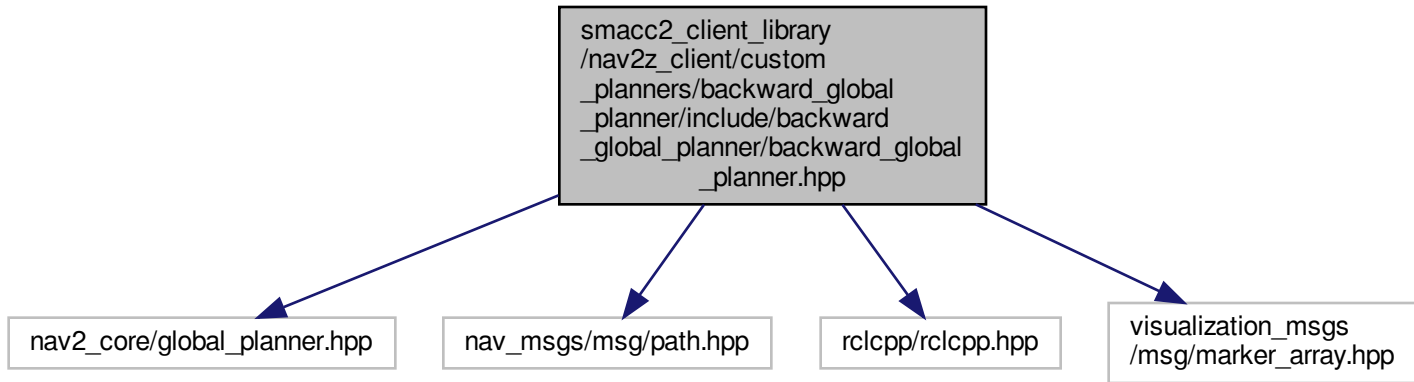 smacc2_client_library
/nav2z_client/custom
_planners/backward_global
_planner/include/backward
_global_planner/backward_global
_planner.hpp
nav2_core/global_planner.hpp
nav_msgs/msg/path.hpp
rclcpp/rclcpp.hpp
visualization_msgs
/msg/marker_array.hpp